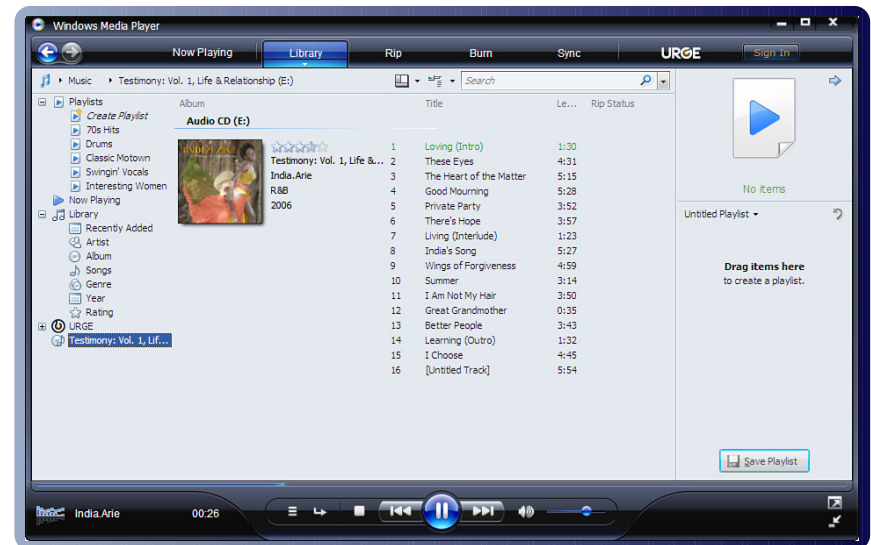 Windows Media Player
Now Playing Library Rip Burn Sync URGE Sign In
Music Testimony: Vol. 1, Life & Relationship (E:) Search
Playlists
Create Playlist
70s Hits
Drums
Classic Motown
Swingin' Vocals
Interesting Women
Now Playing
Library
Recently Added
Artist
Album
Songs
Genre
Year
Rating
URGE
Testimony: Vol. 1, Lif...
Album Title Le... Rip Status
Audio CD (E:)
INDIA.ARIE
Testimony: Vol. 1, Life &...
India.Arie
R&B
2006
1 Loving (Intro) 1:30
2 These Eyes 4:31
3 The Heart of the Matter 5:15
4 Good Mourning 5:28
5 Private Party 3:52
6 There's Hope 3:57
7 Living (Interlude) 1:23
8 India's Song 5:27
9 Wings of Forgiveness 4:59
10 Summer 3:14
11 I Am Not My Hair 3:50
12 Great Grandmother 0:35
13 Better People 3:43
14 Learning (Outro) 1:32
15 I Choose 4:45
16 [Untitled Track] 5:54
No items
Untitled Playlist
Drag items here
to create a playlist.
Save Playlist
India.Arie 00:26